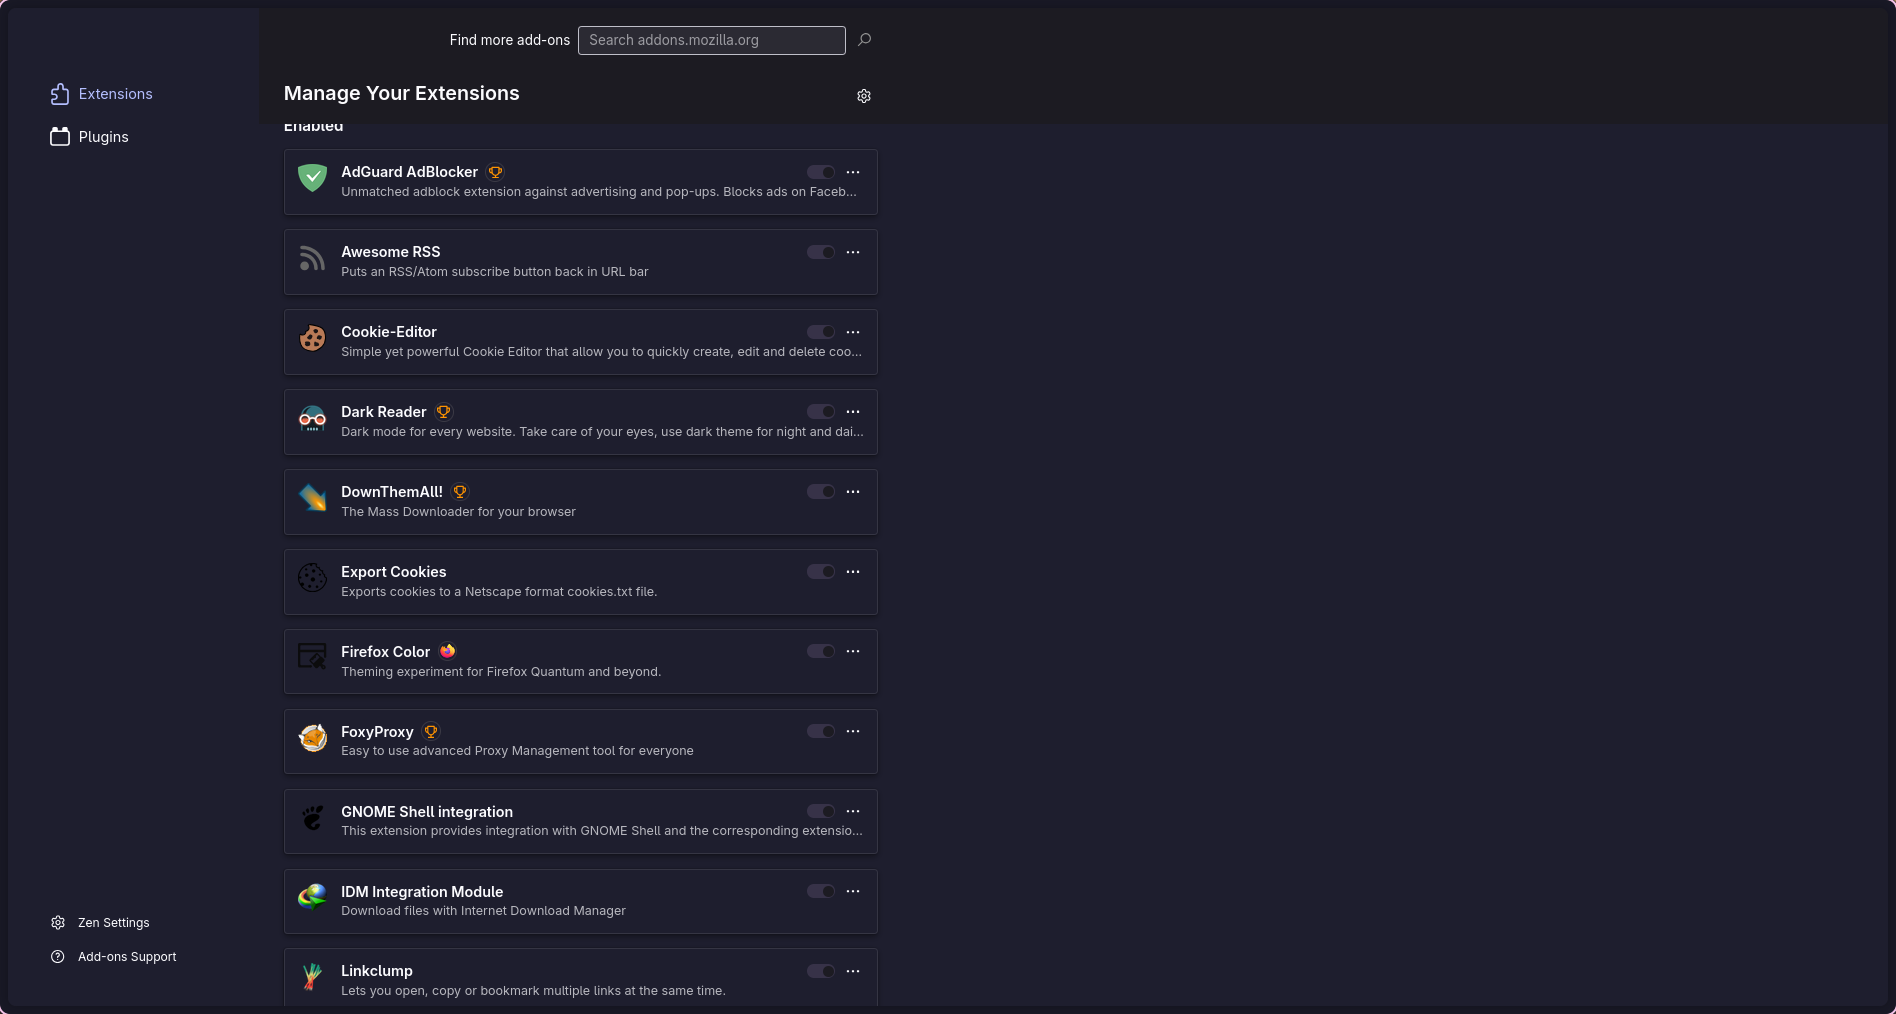 Find more add-ons
Search addons.mozilla.org
Extensions
Plugins
Manage Your Extensions
Enabled
AdGuard AdBlocker
Unmatched adblock extension against advertising and pop-ups. Blocks ads on Faceb...
Awesome RSS
Puts an RSS/Atom subscribe button back in URL bar
Cookie-Editor
Simple yet powerful Cookie Editor that allow you to quickly create, edit and delete coo...
Dark Reader
Dark mode for every website. Take care of your eyes, use dark theme for night and dai...
DownThemAll!
The Mass Downloader for your browser
Export Cookies
Exports cookies to a Netscape format cookies.txt file.
Firefox Color
Theming experiment for Firefox Quantum and beyond.
FoxyProxy
Easy to use advanced Proxy Management tool for everyone
GNOME Shell integration
This extension provides integration with GNOME Shell and the corresponding extensio...
IDM Integration Module
Download files with Internet Download Manager
Linkclump
Lets you open, copy or bookmark multiple links at the same time.
Zen Settings
Add-ons Support